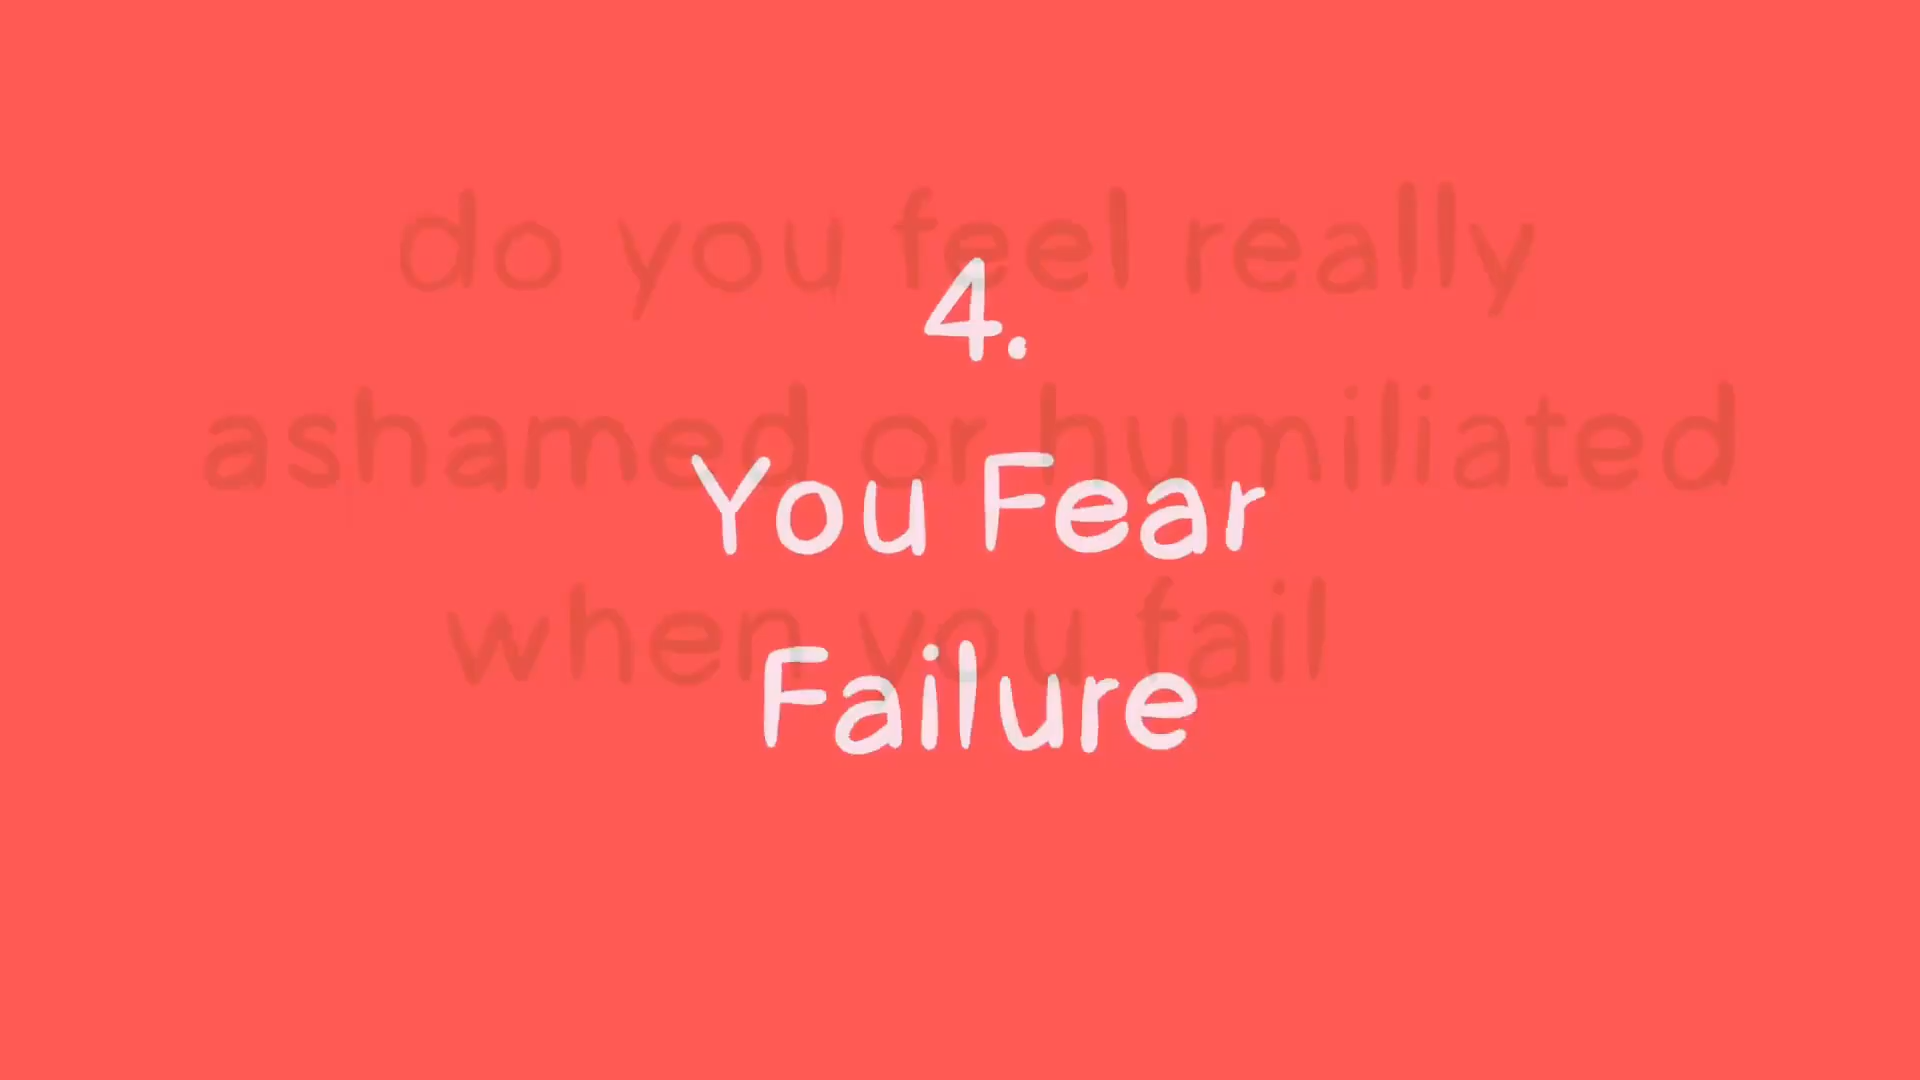 do you feel really
4.
ashamed or humiliated
You Fear
when you fail
Failure